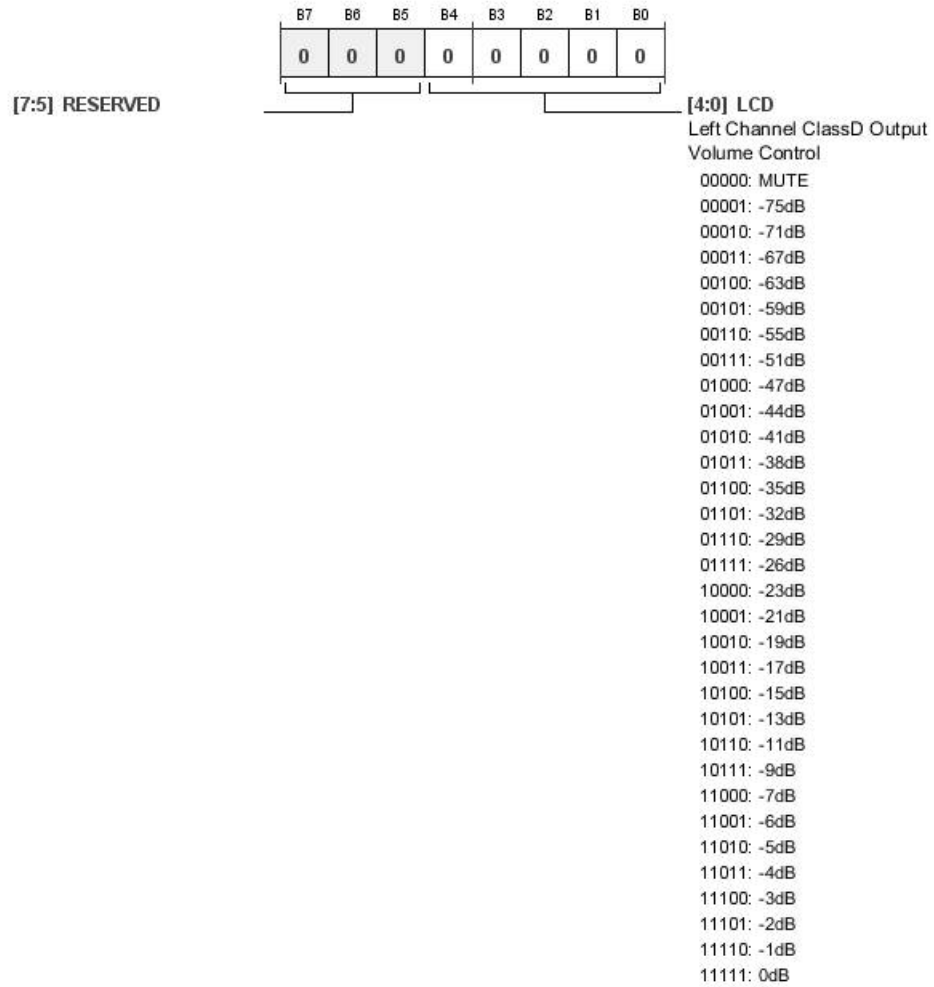 B7 B6 B5 B4 B3 B2 B1 B0
0 0 0 0 0 0 0 0
[7:5] RESERVED
[4:0] LCD
Left Channel ClassD Output
Volume Control
00000: MUTE
00001: -75dB
00010: -71dB
00011: -67dB
00100: -63dB
00101: -59dB
00110: -55dB
00111: -51dB
01000: -47dB
01001: -44dB
01010: -41dB
01011: -38dB
01100: -35dB
01101: -32dB
01110: -29dB
01111: -26dB
10000: -23dB
10001: -21dB
10010: -19dB
10011: -17dB
10100: -15dB
10101: -13dB
10110: -11dB
10111: -9dB
11000: -7dB
11001: -6dB
11010: -5dB
11011: -4dB
11100: -3dB
11101: -2dB
11110: -1dB
11111: 0dB